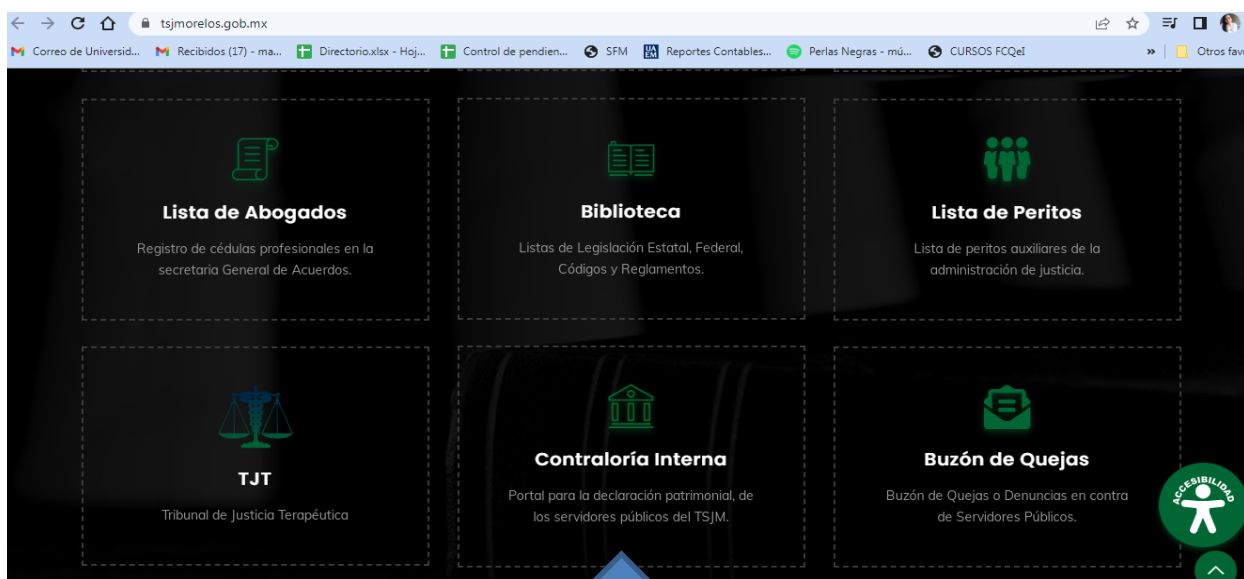 tsjmorelos.gob.mx
Correo de Universid... Recibidos (17) - ma... Directorio.xlsx - Hoj... Control de pendien... SFM UA EM Reportes Contables... Perlas Negras - mú... CURSOS FCQeI » Otros favo
Lista de Abogados
Registro de cédulas profesionales en la
secretaria General de Acuerdos.
Biblioteca
Listas de Legislación Estatal, Federal,
Códigos y Reglamentos.
Lista de Peritos
Lista de peritos auxiliares de la
administración de justicia.
TJT
Tribunal de Justicia Terapéutica
Contraloría Interna
Portal para la declaración patrimonial, de
los servidores públicos del TSJM.
Buzón de Quejas
Buzón de Quejas o Denuncias en contra
de Servidores Públicos.
ACCESIBILIDAD